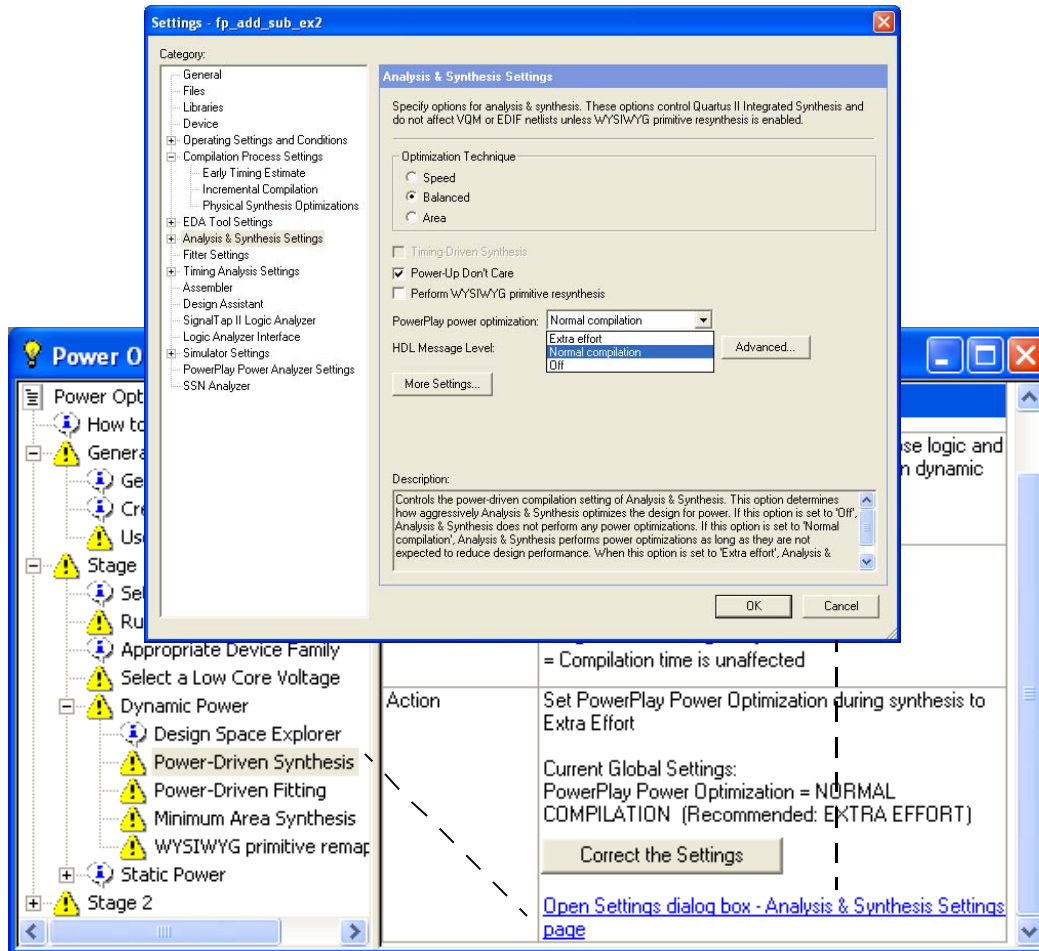 Settings - fp_add_sub_ex2
Category:
General
Files
Libraries
Device
Operating Settings and Conditions
Compilation Process Settings
Early Timing Estimate
Incremental Compilation
Physical Synthesis Optimizations
EDA Tool Settings
Analysis & Synthesis Settings
Fitter Settings
Timing Analysis Settings
Assembler
Design Assistant
SignalTap II Logic Analyzer
Logic Analyzer Interface
Simulator Settings
PowerPlay Power Analyzer Settings
SSN Analyzer
Analysis & Synthesis Settings
Specify options for analysis & synthesis. These options control Quartus II Integrated Synthesis and
do not affect VQM or EDIF netlists unless WYSIWYG primitive resynthesis is enabled.
Optimization Technique
Speed
Balanced
Area
Timing-Driven Synthesis
Power-Up Don't Care
Perform WYSIWYG primitive resynthesis
PowerPlay power optimization: Normal compilation
Extra effort
Normal compilation
Off
HDL Message Level:
Advanced...
More Settings...
Description:
Controls the power-driven compilation setting of Analysis & Synthesis. This option determines
how aggressively Analysis & Synthesis optimizes the design for power. If this option is set to 'Off',
Analysis & Synthesis does not perform any power optimizations. If this option is set to 'Normal
compilation', Analysis & Synthesis performs power optimizations as long as they are not
expected to reduce design performance. When this option is set to 'Extra effort', Analysis &
OK Cancel
Power O
Power Opt
How to
Genera
Ge
Cre
Use
Stage
Sel
Ru
Appropriate Device Family
Select a Low Core Voltage
Dynamic Power
Design Space Explorer
Power-Driven Synthesis
Power-Driven Fitting
Minimum Area Synthesis
WYSIWYG primitive remap
Static Power
Stage 2
ose logic and
n dynamic
= Compilation time is unaffected
Action
Set PowerPlay Power Optimization during synthesis to
Extra Effort
Current Global Settings:
PowerPlay Power Optimization = NORMAL
COMPILATION (Recommended: EXTRA EFFORT)
Correct the Settings
Open Settings dialog box - Analysis & Synthesis Settings
page